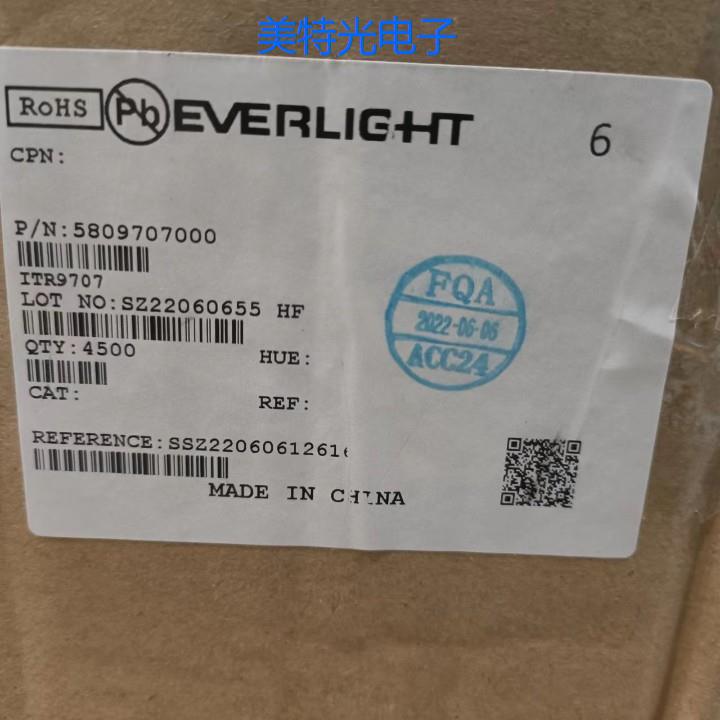 美特光电子
RoHS Pb EVERLIGHT
6
CPN:
P/N:5809707000
ITR9707
LOT NO:SZ22060655 HF
QTY:4500
HUE:
CAT:
REF:
FQA
2022-06-06
ACC24
REFERENCE:SSZ2206061261
MADE IN CHINA